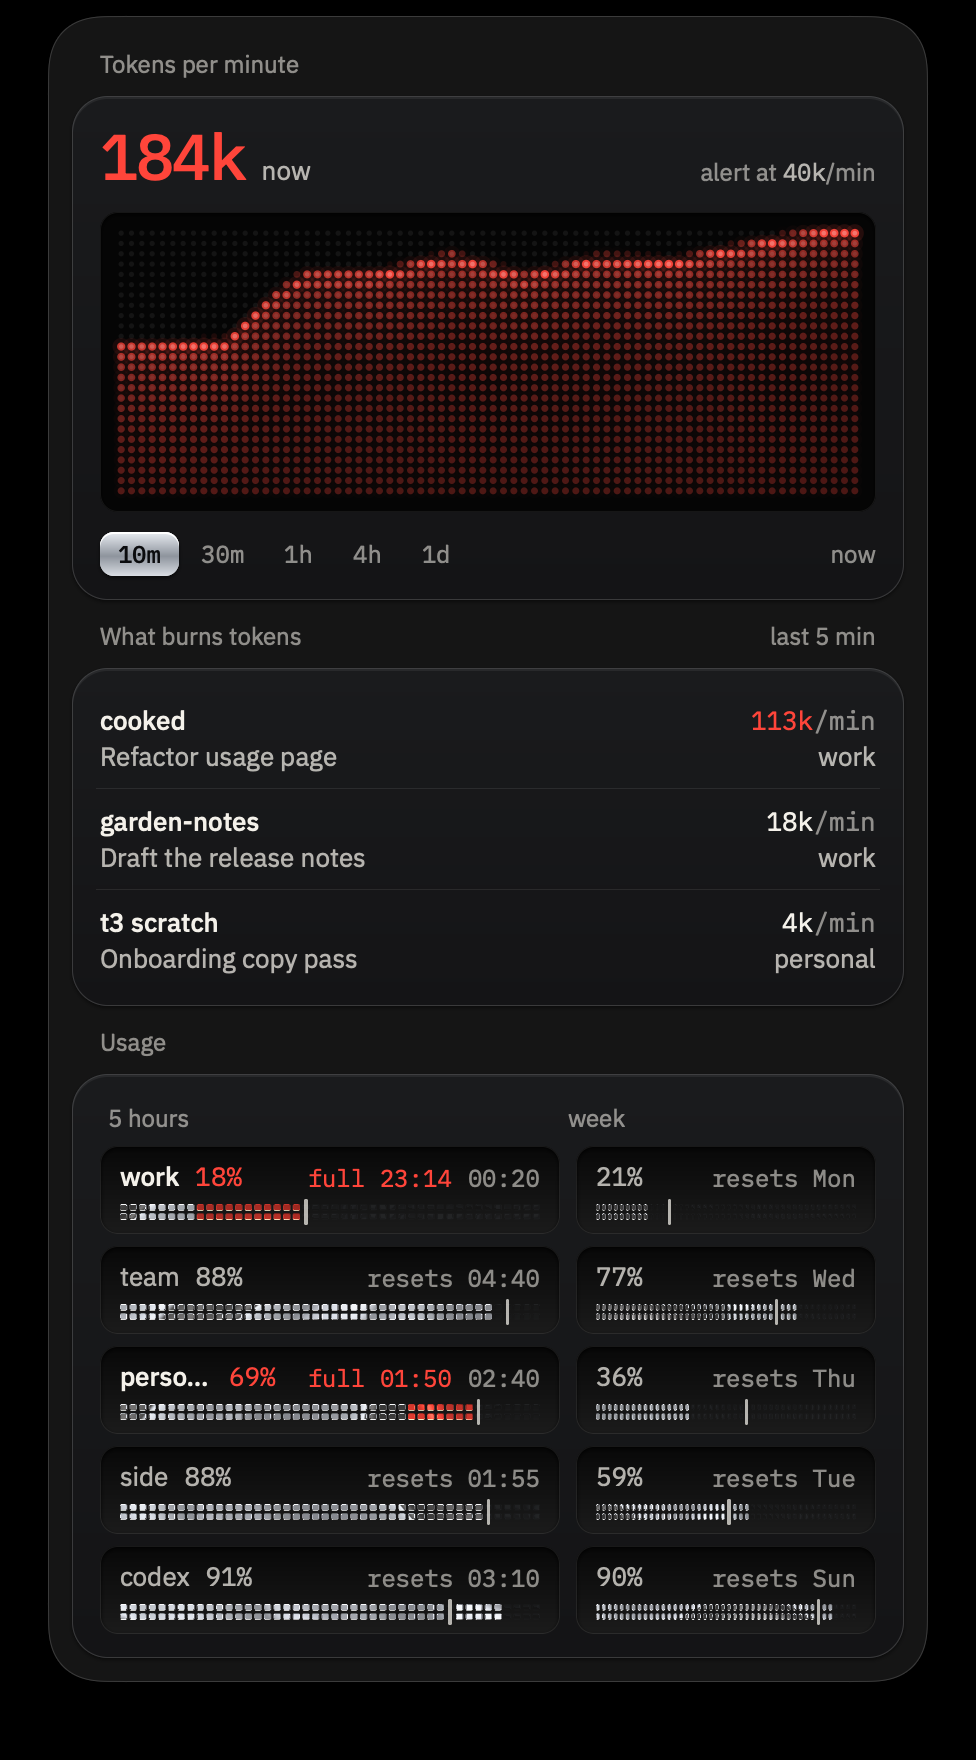 Tokens per minute
184k now alert at 40k/min
10m 30m 1h 4h 1d now
What burns tokens last 5 min
cooked 113k/min
Refactor usage page work
garden-notes 18k/min
Draft the release notes work
t3 scratch 4k/min
Onboarding copy pass personal
Usage
5 hours week
work 18% full 23:14 00:20 21% resets Mon
team 88% resets 04:40 77% resets Wed
perso... 69% full 01:50 02:40 36% resets Thu
side 88% resets 01:55 59% resets Tue
codex 91% resets 03:10 90% resets Sun